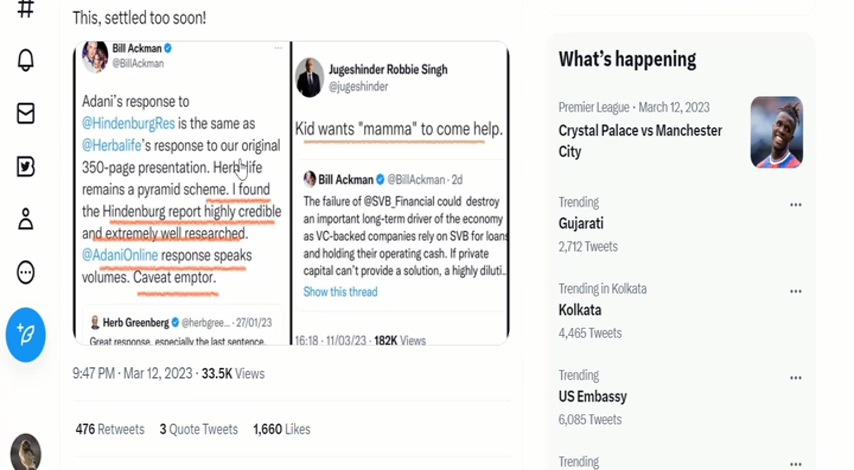 This, settled too soon!
Bill Ackman
@BillAckman
Adani's response to
@HindenburgRes is the same as
@Herbalife's response to our original
350-page presentation. Herbalife
remains a pyramid scheme. I found
the Hindenburg report highly credible
and extremely well researched.
@AdaniOnline response speaks
volumes. Caveat emptor.
Herb Greenberg @herbgree... · 27/01/23
Great response, especially the last sentence.
Jugeshinder Robbie Singh
@jugeshinder
Kid wants "mamma" to come help.
Bill Ackman @BillAckman · 2d
The failure of @SVB_Financial could destroy
an important long-term driver of the economy
as VC-backed companies rely on SVB for loans
and holding their operating cash. If private
capital can't provide a solution, a highly diluti...
Show this thread
16:18 · 11/03/23 · 182K Views
9:47 PM · Mar 12, 2023 · 33.5K Views
476 Retweets 3 Quote Tweets 1,660 Likes
What's happening
Premier League · March 12, 2023
Crystal Palace vs Manchester
City
Trending
Gujarati
2,712 Tweets
Trending in Kolkata
Kolkata
4,465 Tweets
Trending
US Embassy
6,085 Tweets
Trending